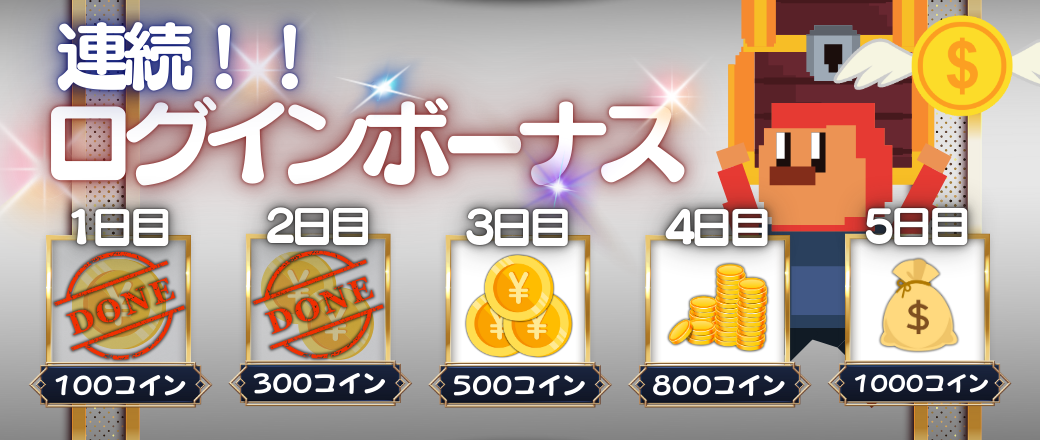 連続！！
ログインボーナス
1日目
2日目
3日目
4日目
5日目
DONE
DONE
¥
¥ ¥
$
$
100コイン
300コイン
500コイン
800コイン
1000コイン